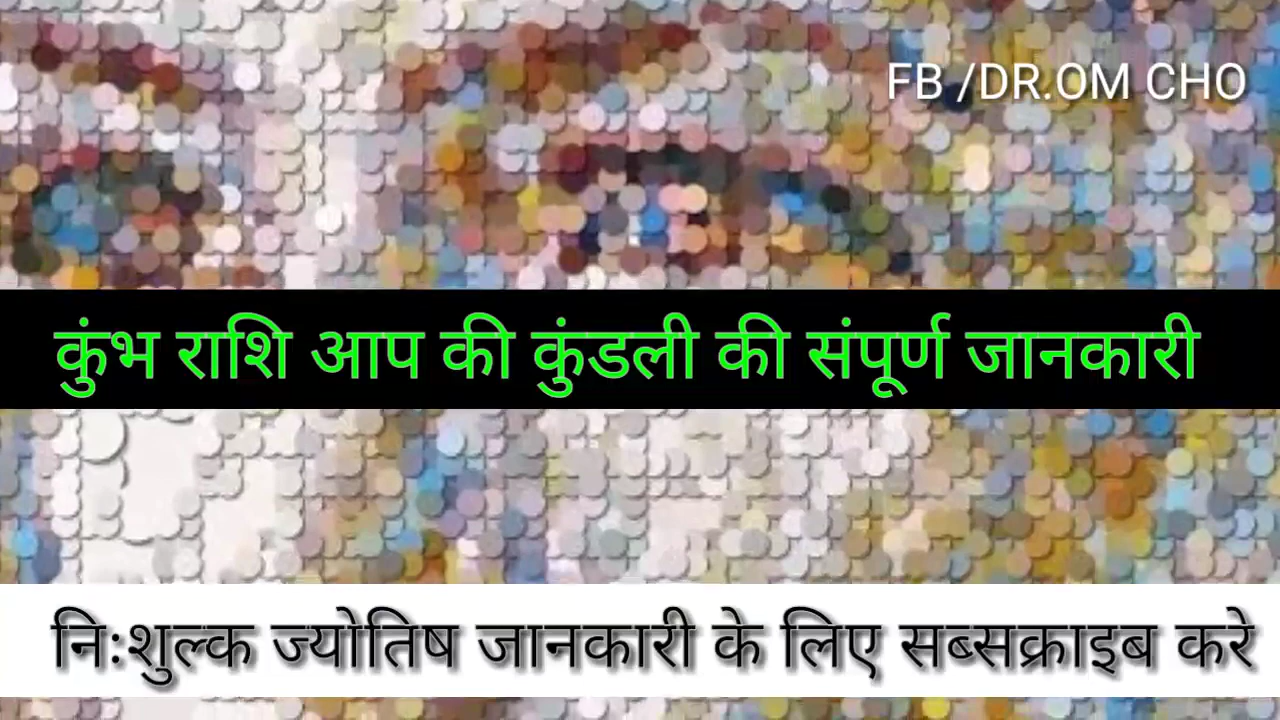 FB /DR.OM CHO
कुंभ राशि आप की कुंडली की संपूर्ण जानकारी
निःशुल्क ज्योतिष जानकारी के लिए सब्सक्राइब करे